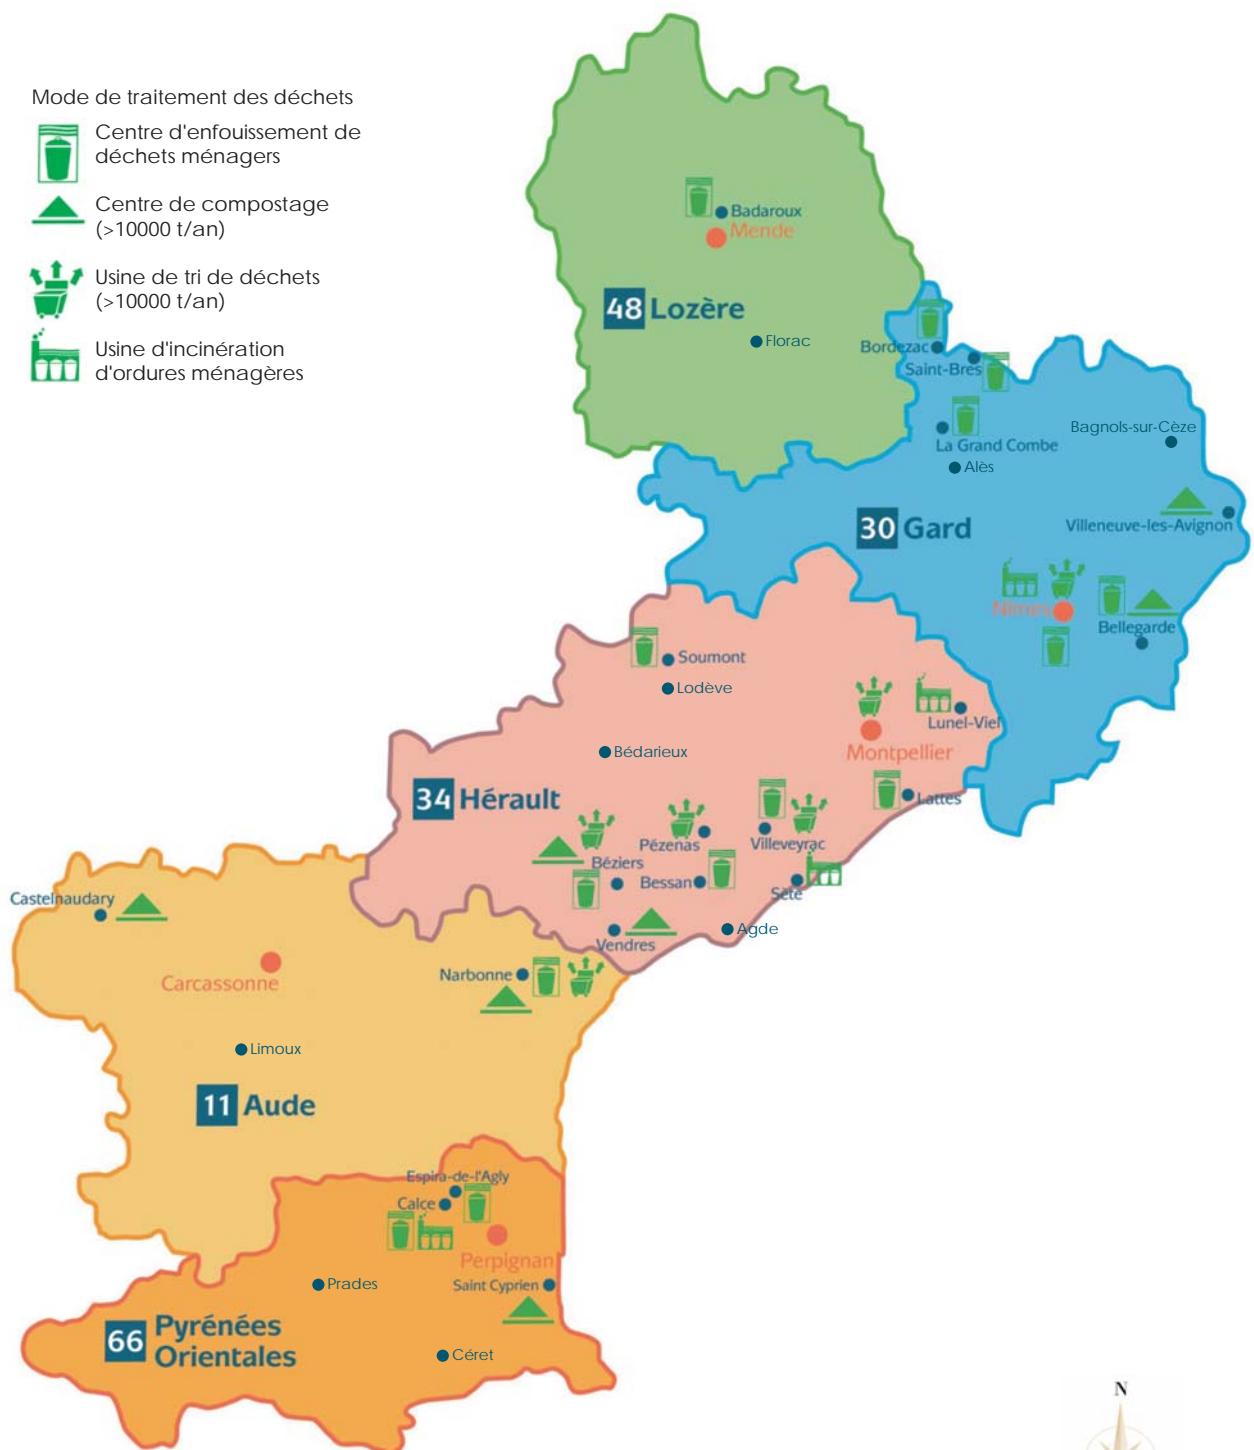 Mode de traitement des déchets
Centre d'enfouissement de
déchets ménagers
Centre de compostage
(>10000 t/an)
Usine de tri de déchets
(>10000 t/an)
Usine d'incinération
d'ordures ménagères
Badaroux
Mende
48 Lozère
Florac
Bordezac
Saint-Bres
La Grand Combe
Bagnols-sur-Cèze
Alès
30 Gard
Villeneuve-les-Avignon
Nimes
Bellegarde
Soumont
Lodève
Lunel-Viel
Montpellier
Bédarieux
34 Hérault
Lattes
Pézenas
Villeveyrac
Béziers
Bessan
Sète
Agde
Vendres
Castelnaudary
Carcassonne
Narbonne
Limoux
11 Aude
Espira-de-l'Agly
Calce
Perpignan
Prades
Saint Cyprien
66 Pyrénées
Orientales
Céret
N